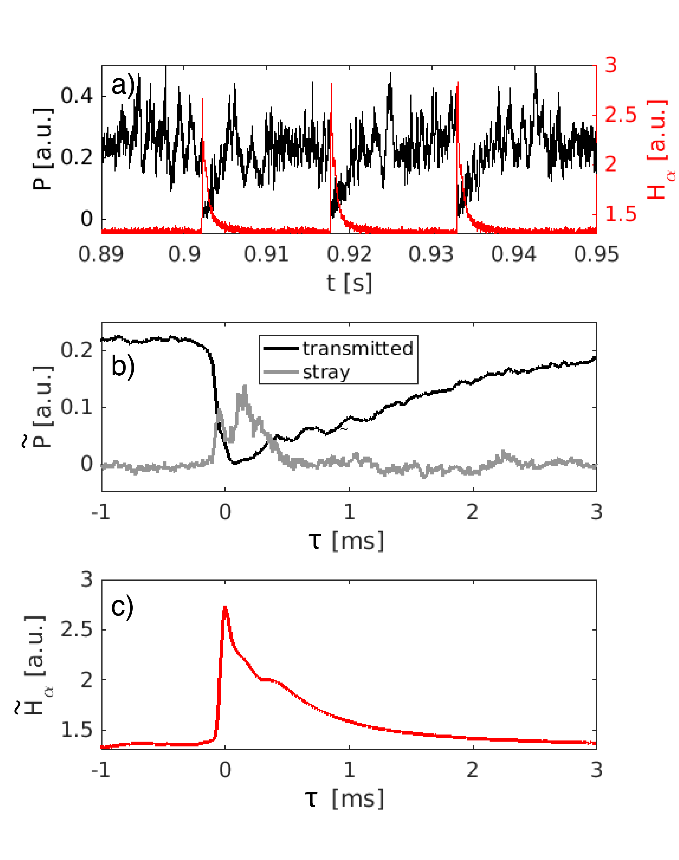 a)
P [a.u.]
0.4
0.2
0
3
2.5
2
1.5
H α [a.u.]
0.89 0.9 0.91 0.92 0.93 0.94 0.95
t [s]
b)
transmitted
stray
P̃ [a.u.]
0.2
0.1
0
-1 0 1 2 3
τ [ms]
c)
H̃ α [a.u.]
3
2.5
2
1.5
-1 0 1 2 3
τ [ms]